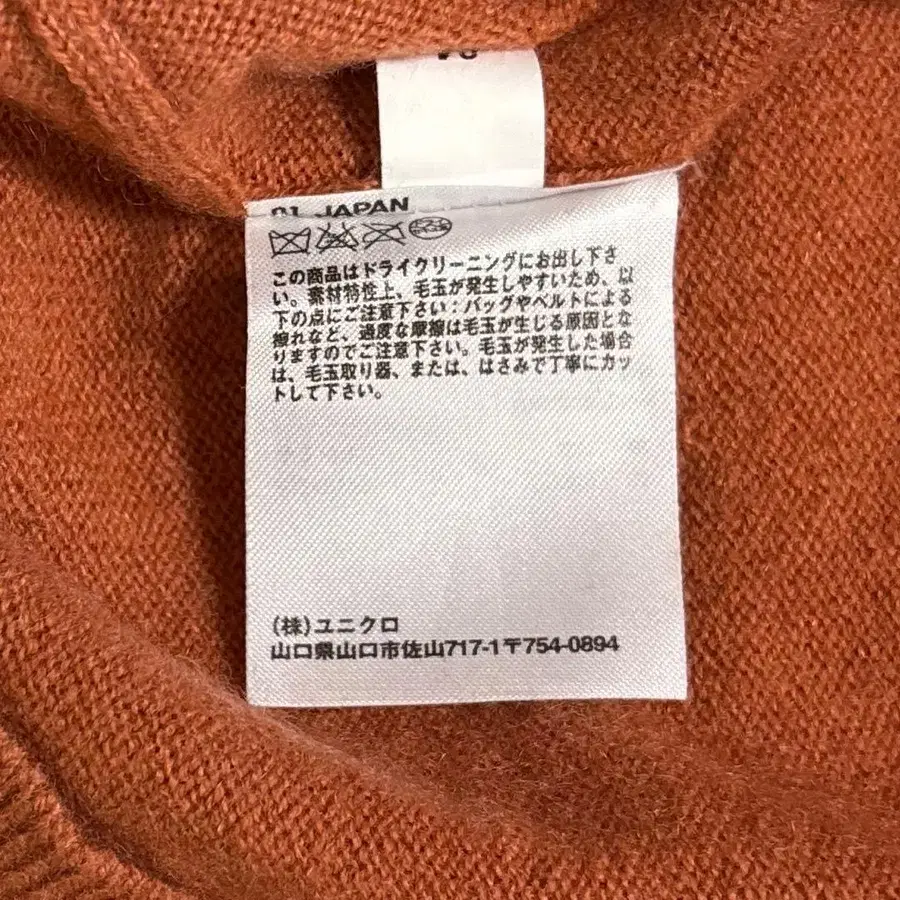 01 JAPAN
この商品はドライクリーニングにお出し下さ
い。素材特性上、毛玉が発生しやすいため、以
下の点にご注意下さい：バッグやベルトによる
擦れなど、過度な摩擦は毛玉が生じる原因とな
りますのでご注意下さい。毛玉が発生した場合
は、毛玉取り器、または、はさみで丁寧にカッ
トして下さい。
(株)ユニクロ
山口県山口市佐山717-1〒754-0894